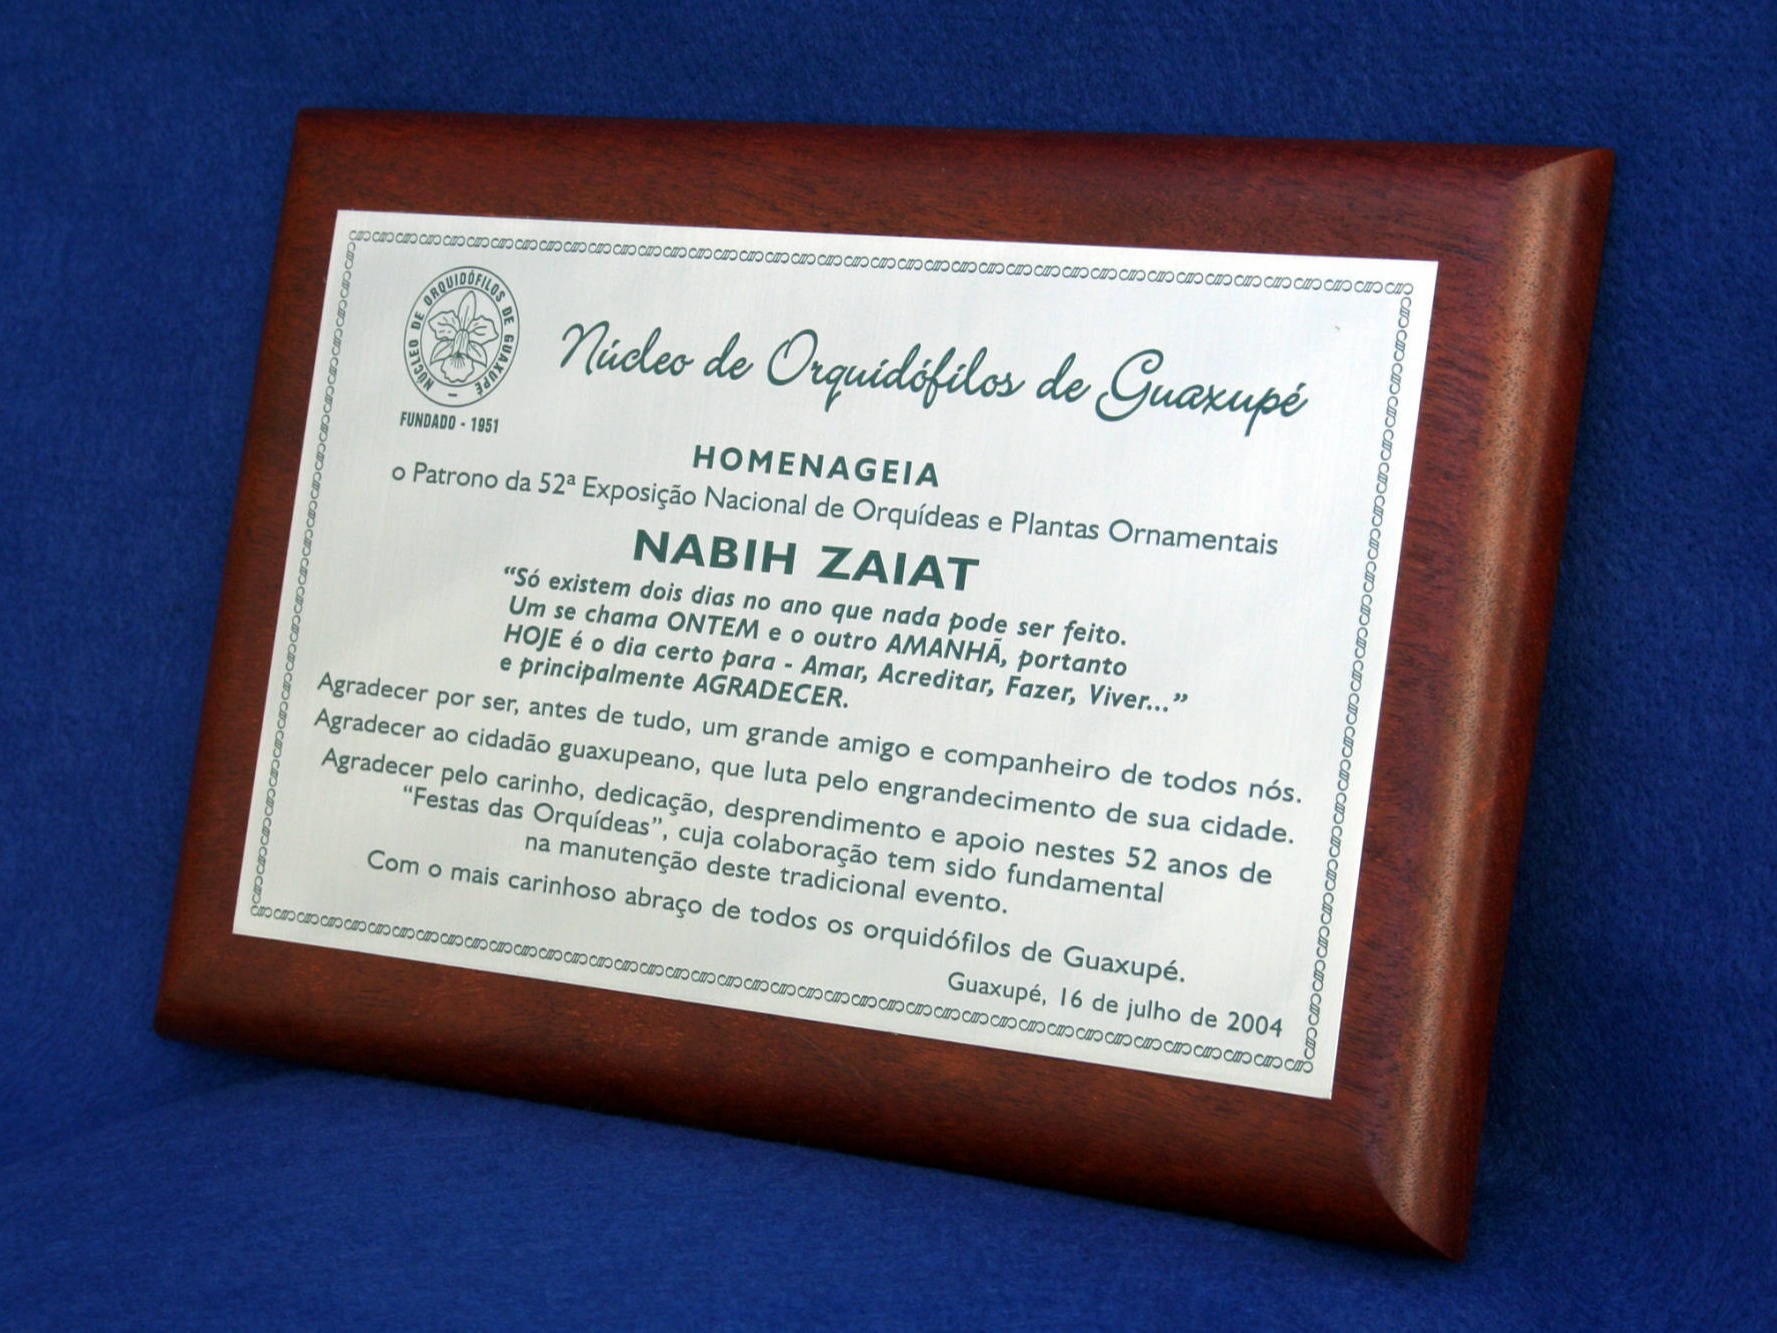 NÚCLEO DE ORQUIDÓFILOS DE GUAXUPÉ
FUNDADO - 1951
Núcleo de Orquidófilos de Guaxupé
HOMENAGEIA
o Patrono da 52ª Exposição Nacional de Orquídeas e Plantas Ornamentais
NABIH ZAIAT
“Só existem dois dias no ano que nada pode ser feito.
Um se chama ONTEM e o outro AMANHÃ, portanto
HOJE é o dia certo para - Amar, Acreditar, Fazer, Viver...”
e principalmente AGRADECER.
Agradecer por ser, antes de tudo, um grande amigo e companheiro de todos nós.
Agradecer ao cidadão guaxupeano, que luta pelo engrandecimento de sua cidade.
Agradecer pelo carinho, dedicação, desprendimento e apoio nestes 52 anos de
“Festas das Orquídeas”, cuja colaboração tem sido fundamental
na manutenção deste tradicional evento.
Com o mais carinhoso abraço de todos os orquidófilos de Guaxupé.
Guaxupé, 16 de julho de 2004